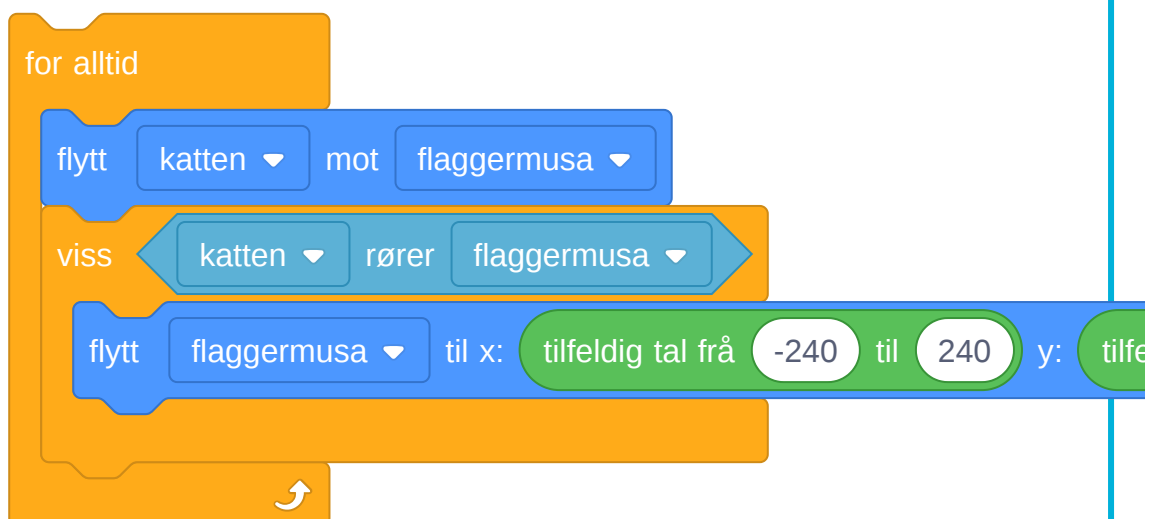 for alltid
flytt katten mot flaggermusa
viss katten rører flaggermusa
flytt flaggermusa til x: tilfeldig tal frå -240 til 240 y: tilfe